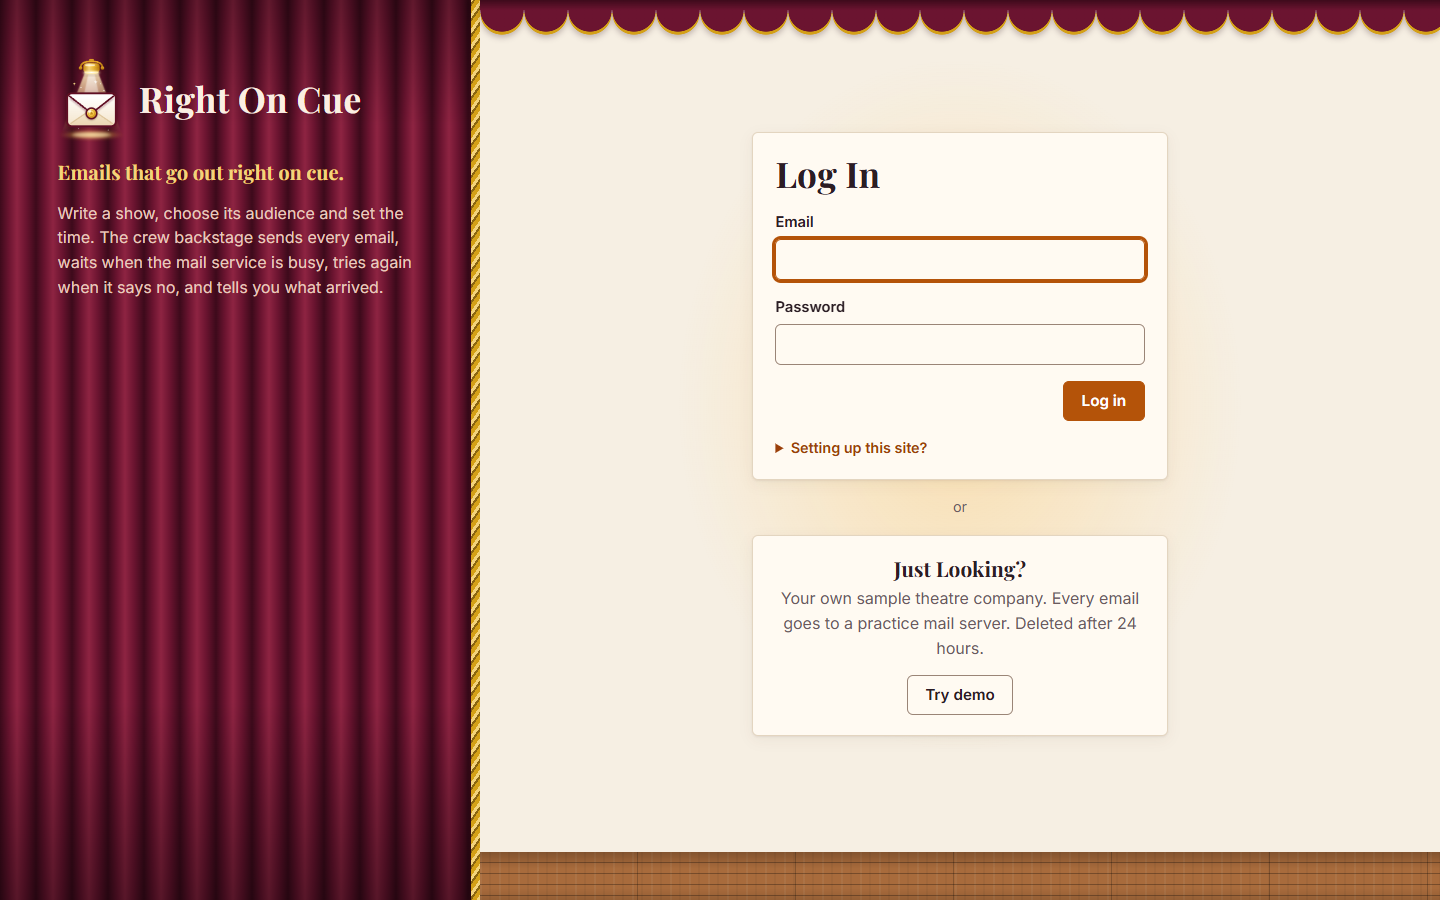 Right On Cue
Emails that go out right on cue.
Write a show, choose its audience and set the
time. The crew backstage sends every email,
waits when the mail service is busy, tries again
when it says no, and tells you what arrived.
Log In
Email
Password
Log in
Setting up this site?
or
Just Looking?
Your own sample theatre company. Every email
goes to a practice mail server. Deleted after 24
hours.
Try demo